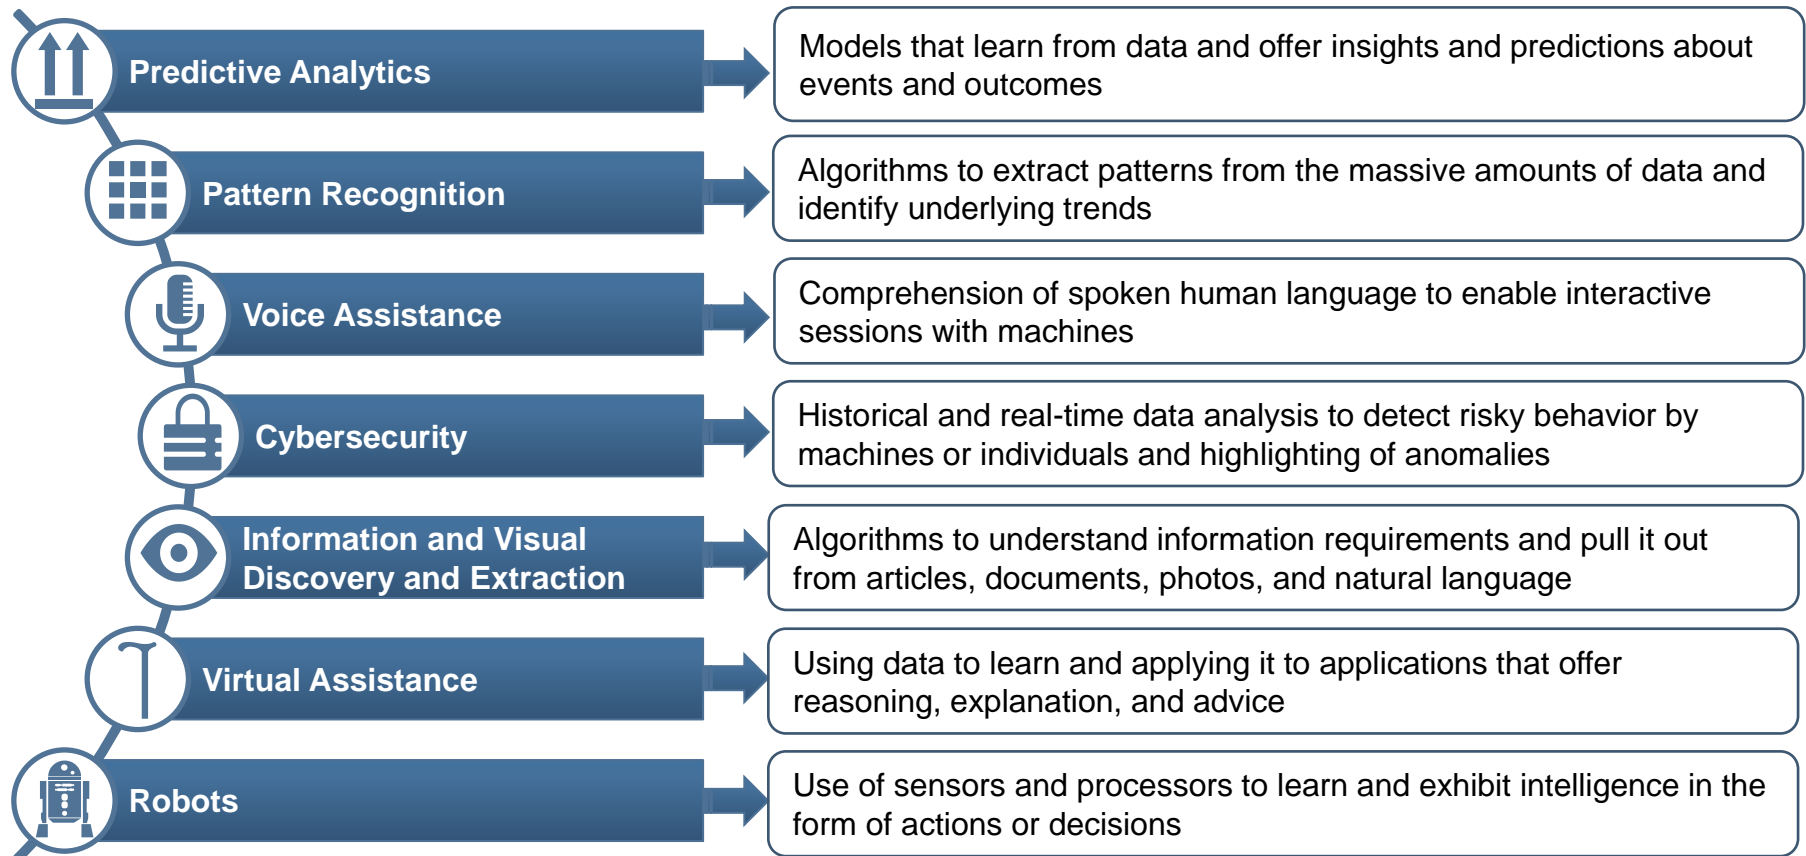 Predictive Analytics
Models that learn from data and offer insights and predictions about
events and outcomes
Pattern Recognition
Algorithms to extract patterns from the massive amounts of data and
identify underlying trends
Voice Assistance
Comprehension of spoken human language to enable interactive
sessions with machines
Cybersecurity
Historical and real-time data analysis to detect risky behavior by
machines or individuals and highlighting of anomalies
Information and Visual
Discovery and Extraction
Algorithms to understand information requirements and pull it out
from articles, documents, photos, and natural language
Virtual Assistance
Using data to learn and applying it to applications that offer
reasoning, explanation, and advice
Robots
Use of sensors and processors to learn and exhibit intelligence in the
form of actions or decisions